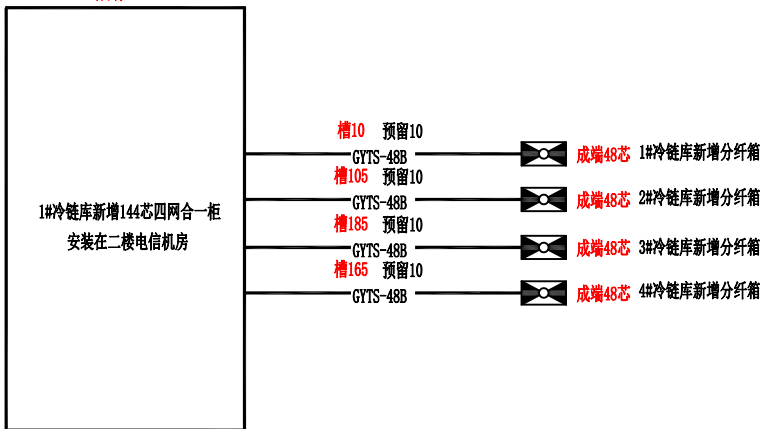 槽10 预留10
GYTS-48B
成端48芯 1#冷链库新增分纤箱
槽105 预留10
GYTS-48B
成端48芯 2#冷链库新增分纤箱
1#冷链库新增144芯四网合一柜
安装在二楼电信机房
槽185 预留10
GYTS-48B
成端48芯 3#冷链库新增分纤箱
槽165 预留10
GYTS-48B
成端48芯 4#冷链库新增分纤箱